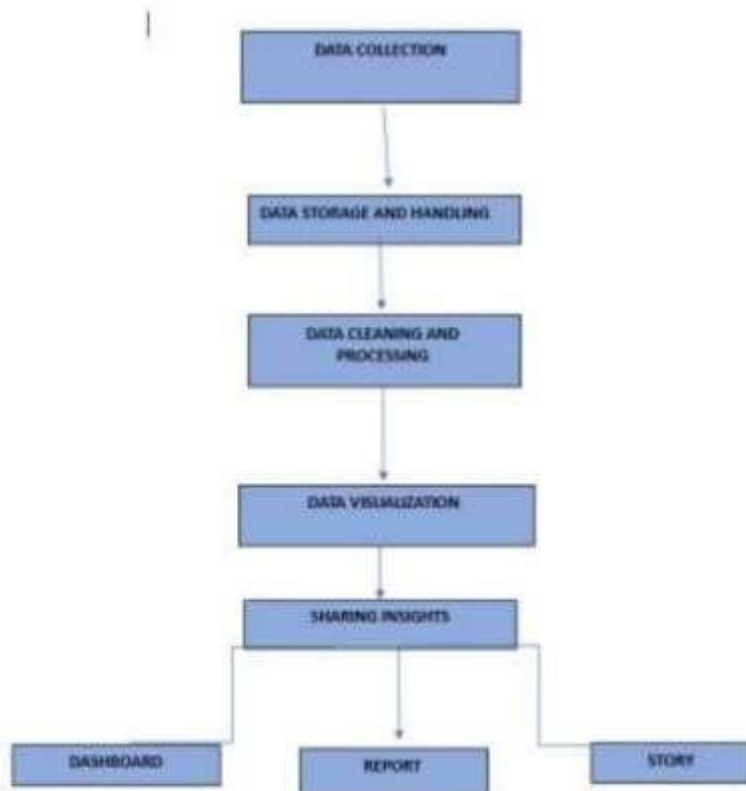 DATA COLLECTION
DATA STORAGE AND HANDLING
DATA CLEANING AND
PROCESSING
DATA VISUALIZATION
SHARING INSIGHTS
DASHBOARD
REPORT
STORY